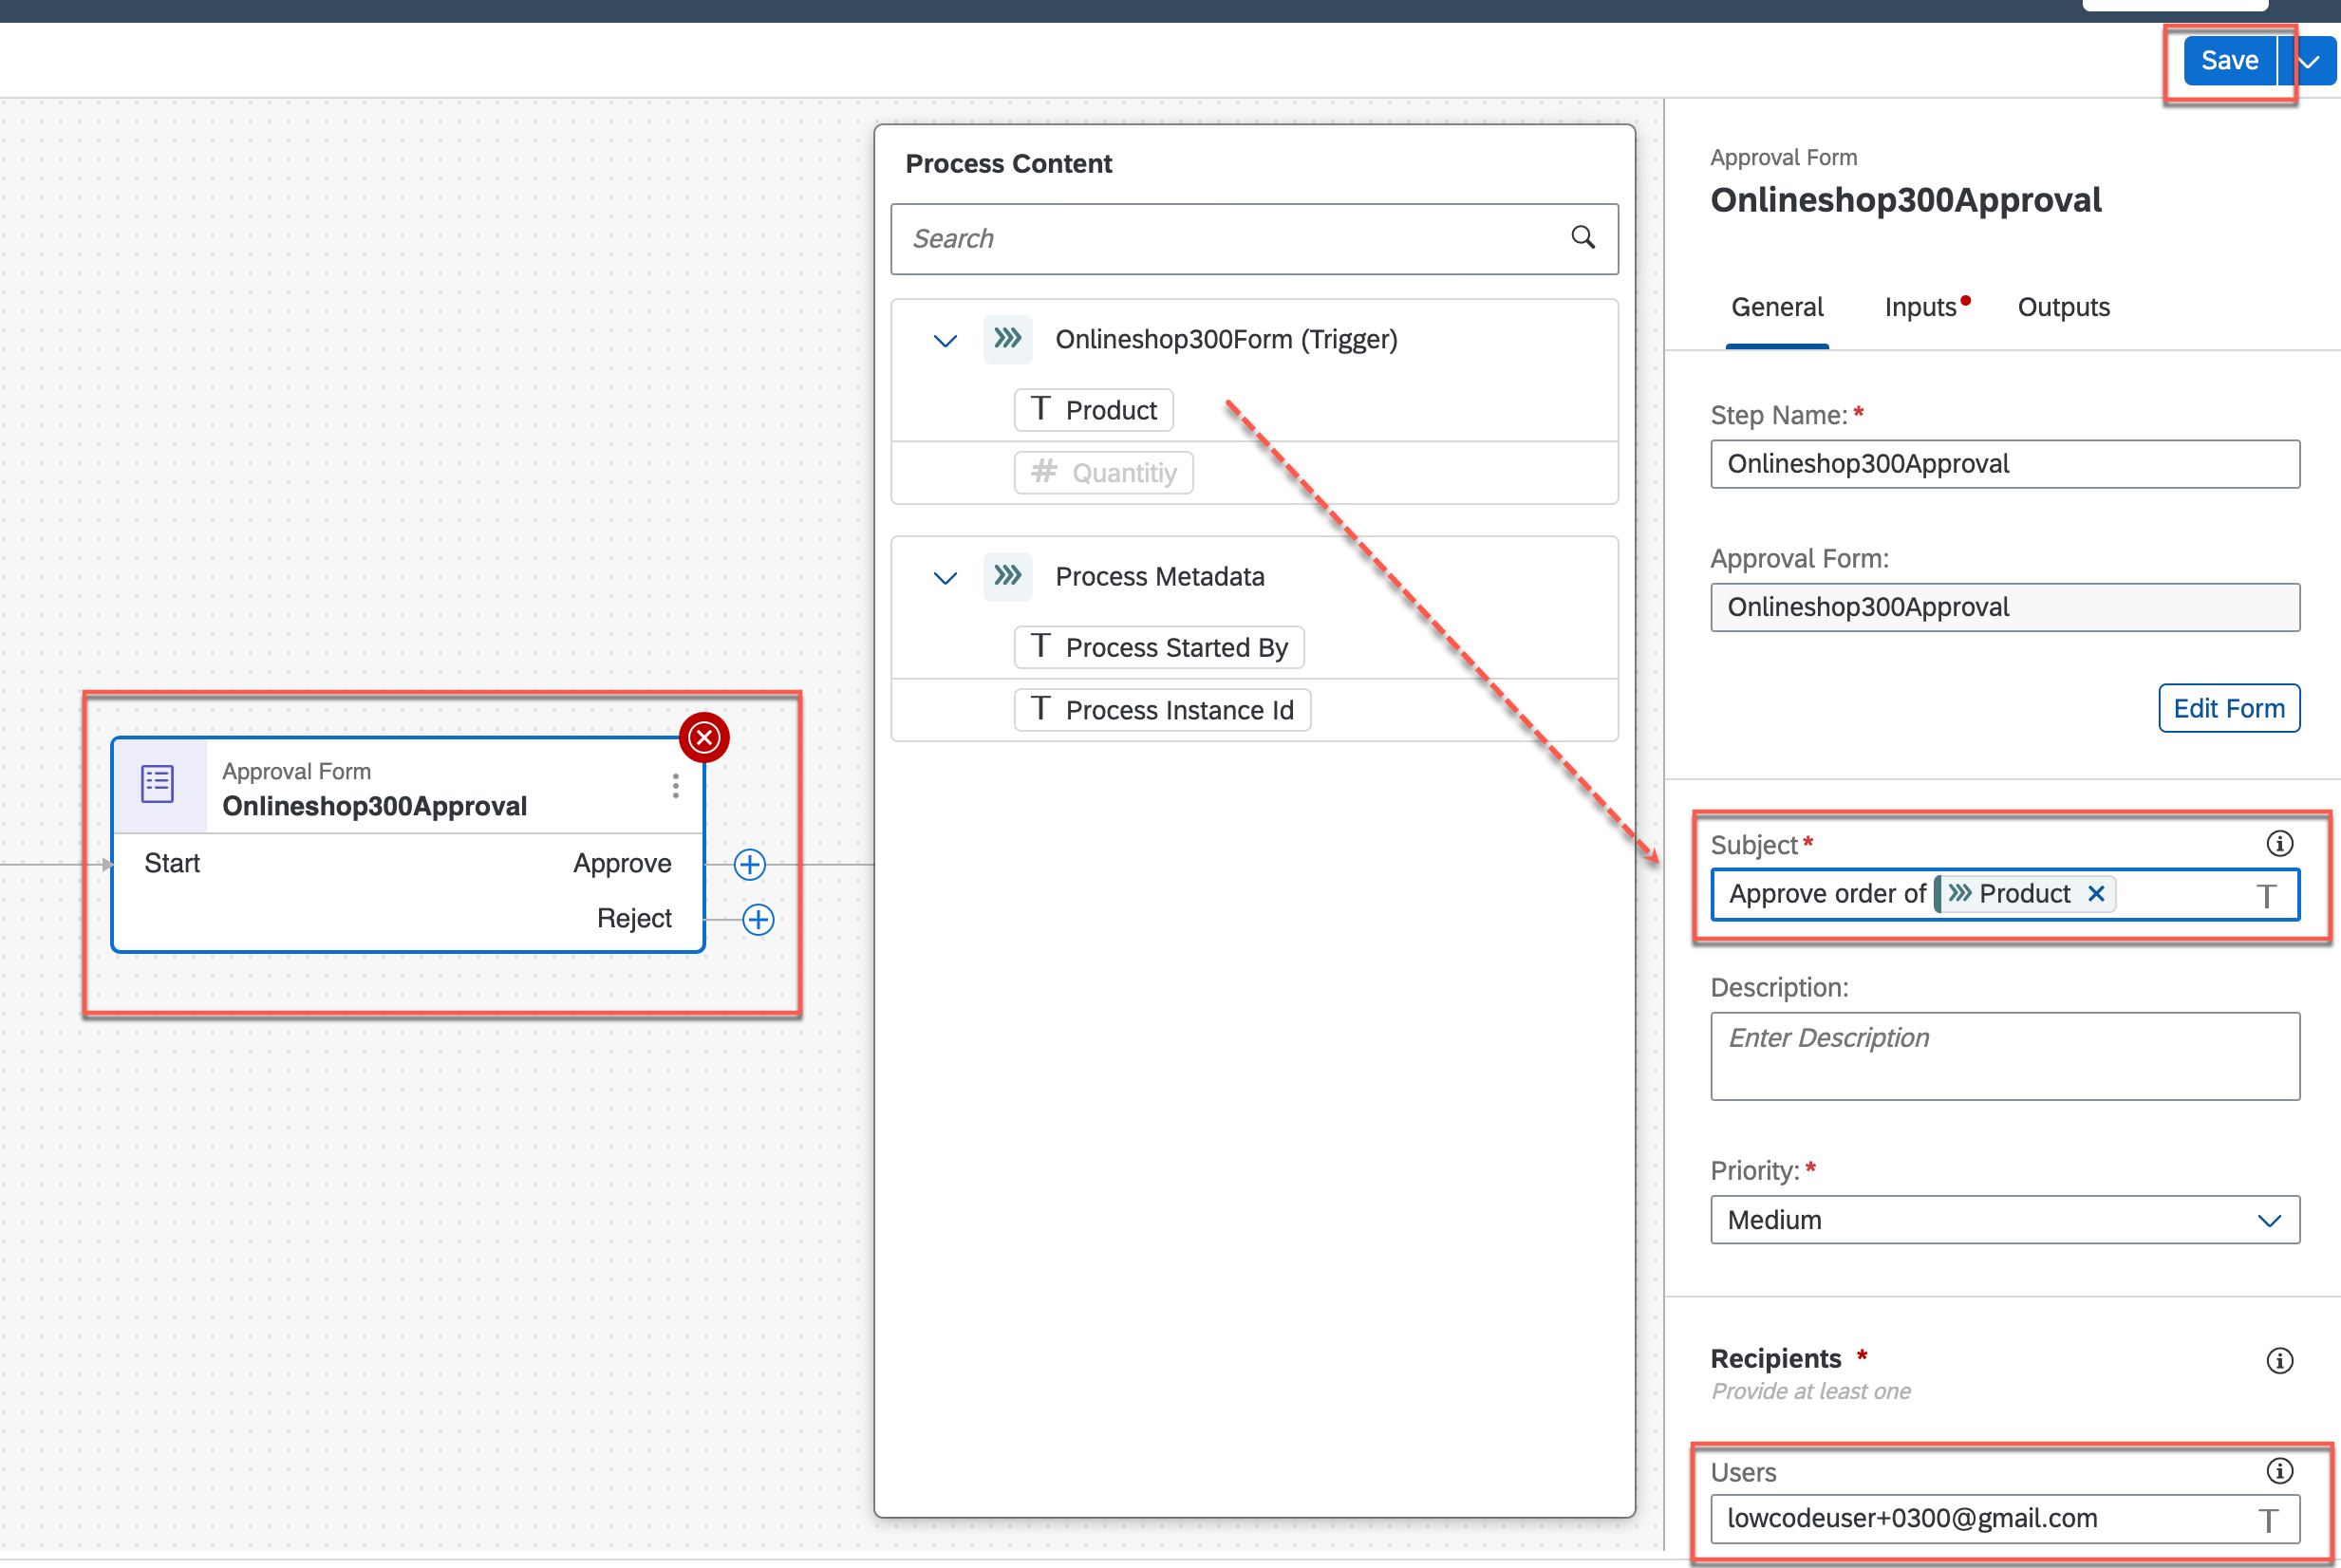 Save
Process Content
Search
Onlineshop300Form (Trigger)
T Product
# Quantitiy
Process Metadata
T Process Started By
T Process Instance Id
Approval Form
Onlineshop300Approval
Start
Approve
Reject
Approval Form
Onlineshop300Approval
General Inputs Outputs
Step Name: *
Onlineshop300Approval
Approval Form:
Onlineshop300Approval
Edit Form
Subject *
Approve order of Product T
Description:
Enter Description
Priority: *
Medium
Recipients *
Provide at least one
Users
lowcodeuser+0300@gmail.com T